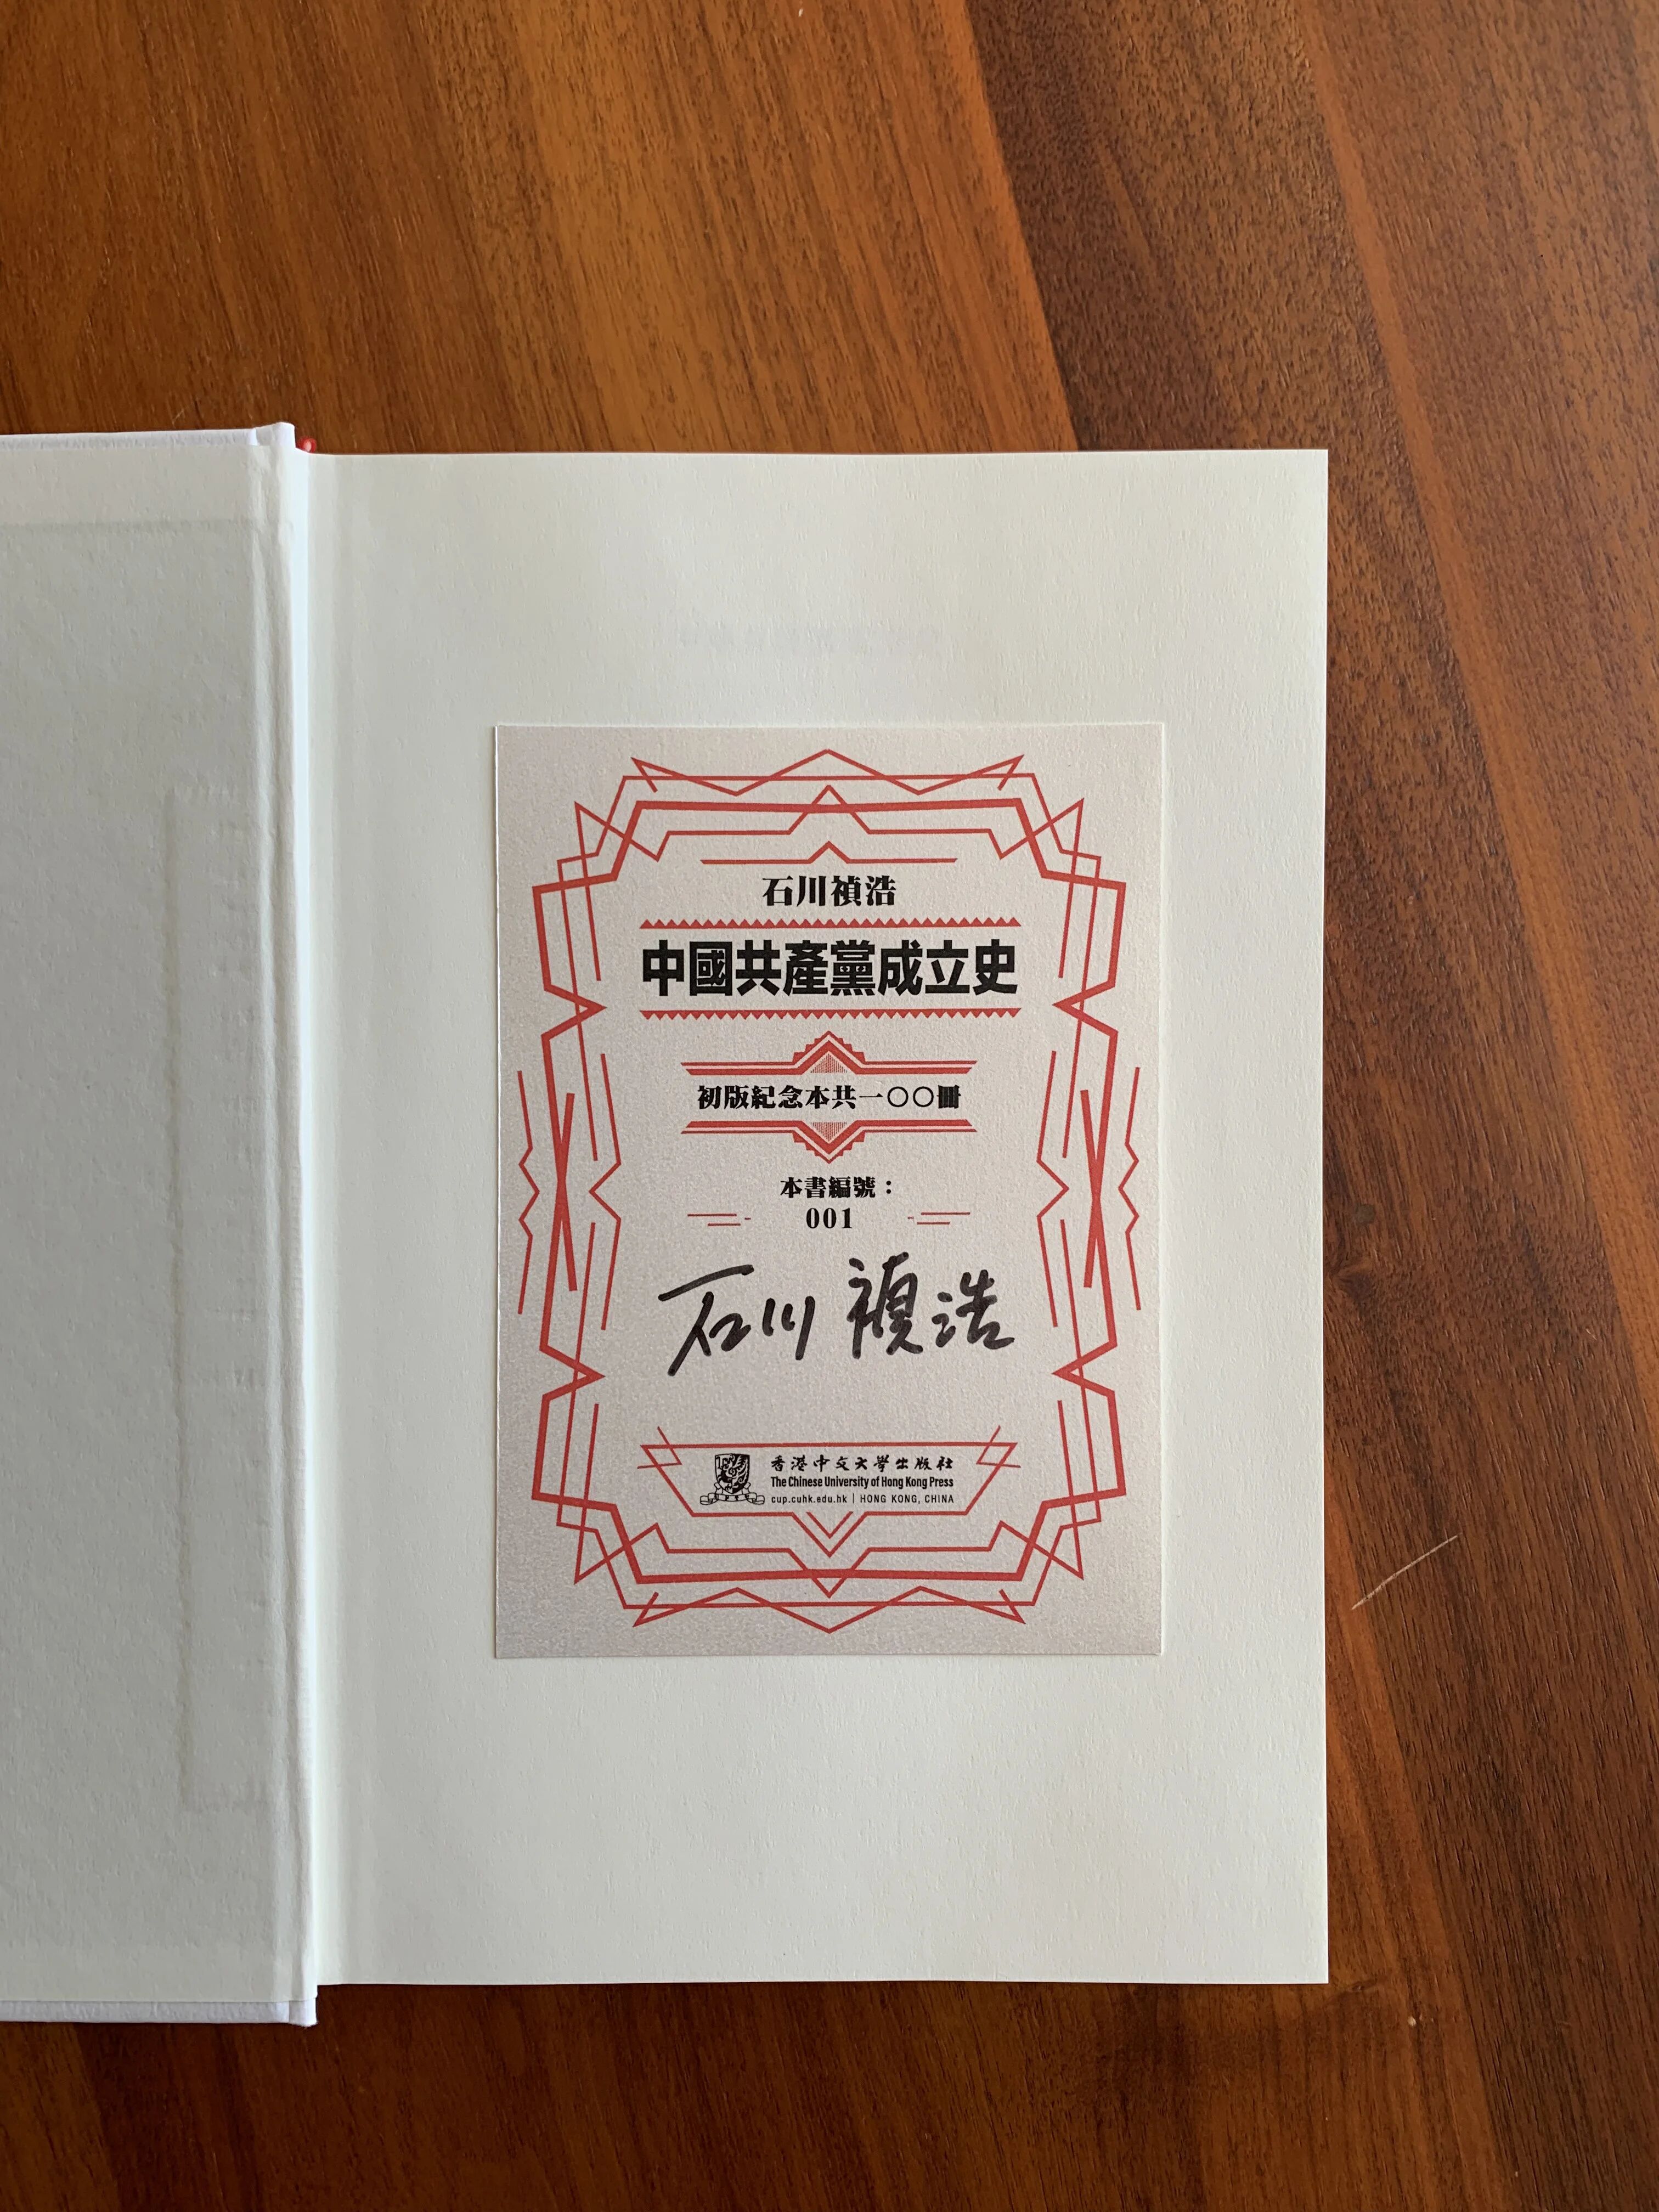 石川禎浩
中國共產黨成立史
初版紀念本共一〇〇冊
本書編號：
001
石川 禎浩
香港中文大學出版社
The Chinese University of Hong Kong Press
cup.cuhk.edu.hk | HONG KONG, CHINA